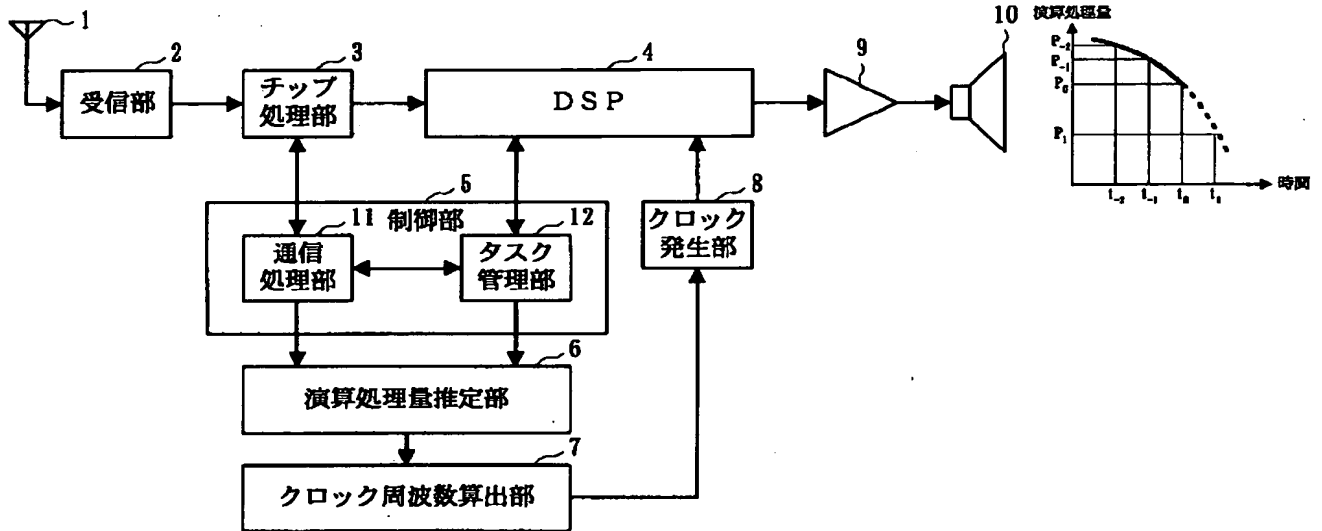 1
2
受信部
3
チップ
処理部
4
DSP
9
10
5
制御部
11
通信
処理部
12
タスク
管理部
8
クロック
発生部
6
演算処理量推定部
7
クロック周波数算出部
演算処理量
P₋₂
P₋₁
P₀
P₁
t₋₂
t₋₁
t₀
t₁
時間